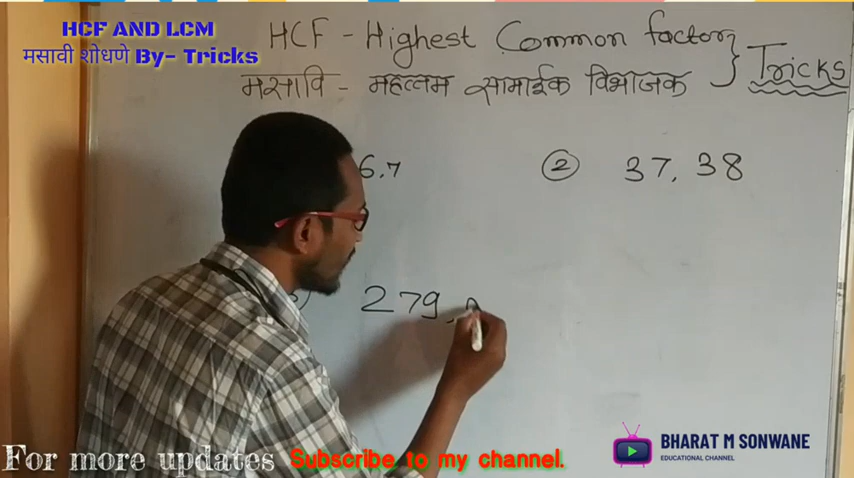 HCF AND LCM
मसावी शोधणे By- Tricks
HCF - Highest Common factor
मसावि - महत्तम सामाईक विभाजक
Tricks
6,7
② 37, 38
279,
BHARAT M SONWANE
EDUCATIONAL CHANNEL
For more updates Subscribe to my channel.